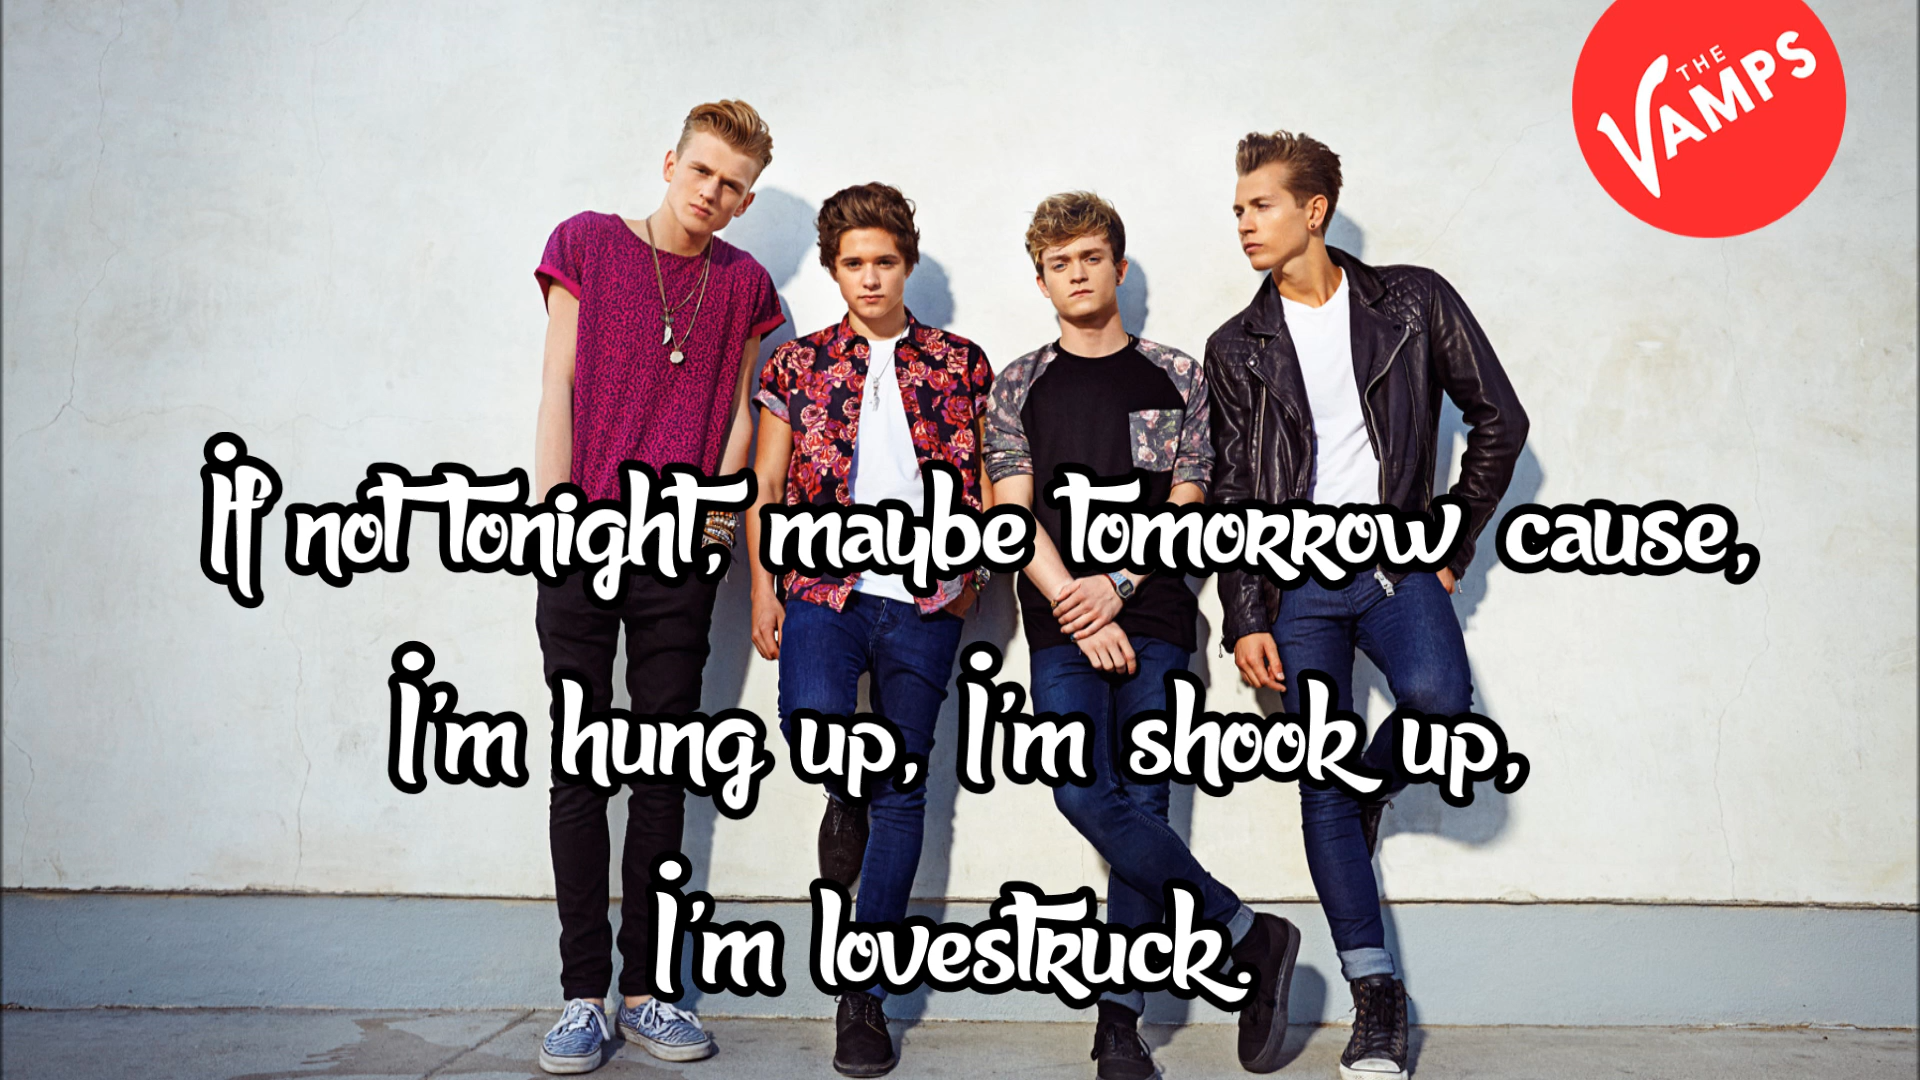 THE
VAMPS
If not tonight, maybe tomorrow cause,
I'm hung up, I'm shook up,
I'm lovestruck.